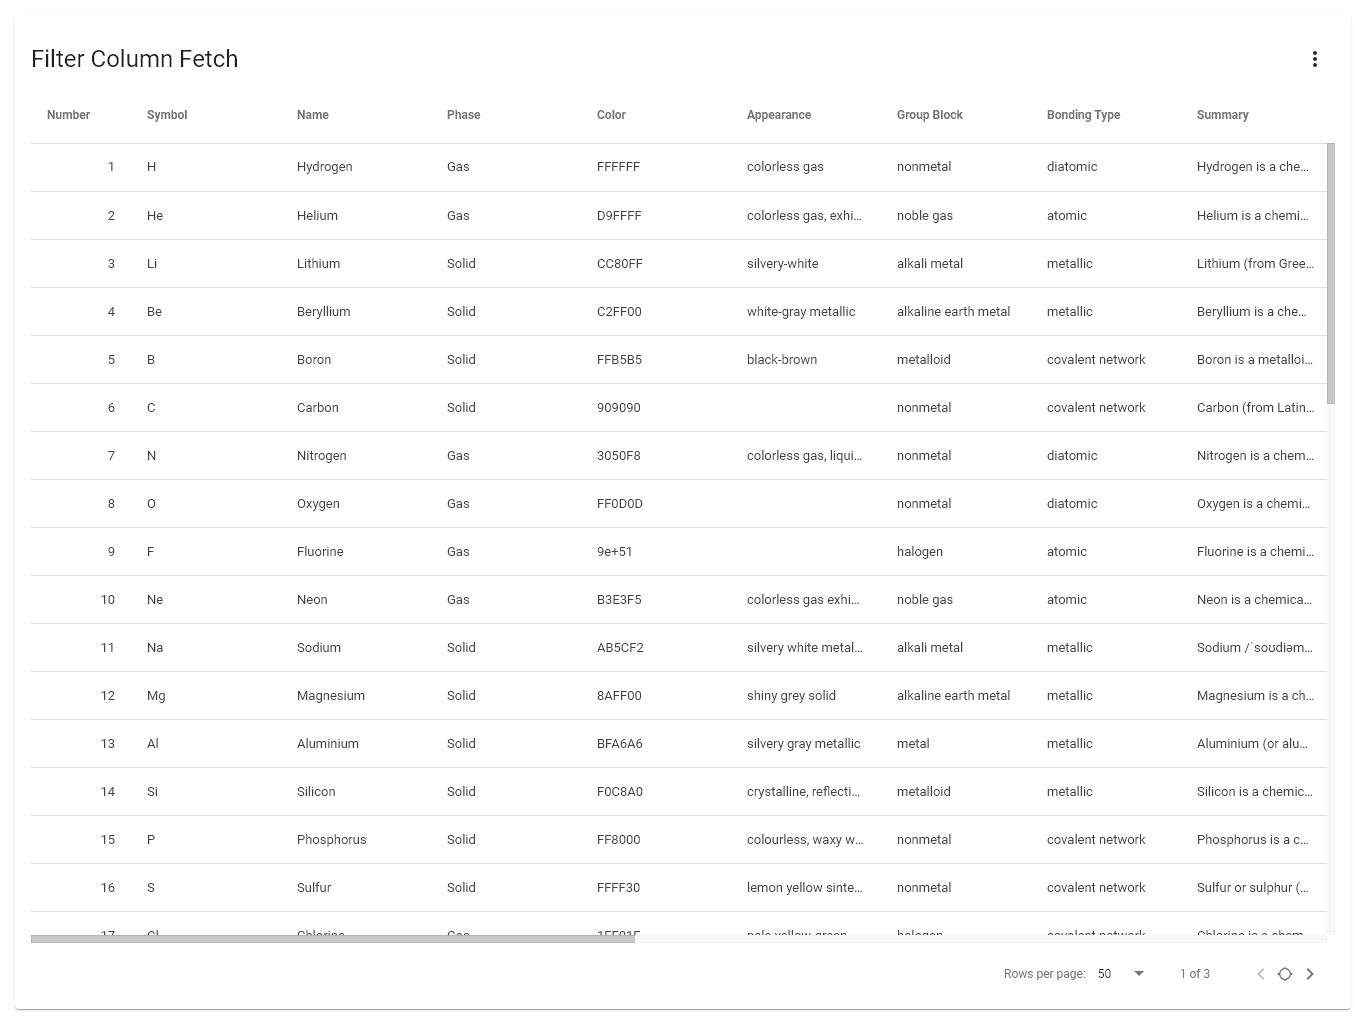 Filter Column Fetch
Number Symbol Name Phase Color Appearance Group Block Bonding Type Summary
1 H Hydrogen Gas FFFFFF colorless gas nonmetal diatomic Hydrogen is a che…
2 He Helium Gas D9FFFF colorless gas, exhi… noble gas atomic Helium is a chemi…
3 Li Lithium Solid CC80FF silvery-white alkali metal metallic Lithium (from Gree…
4 Be Beryllium Solid C2FF00 white-gray metallic alkaline earth metal metallic Beryllium is a che…
5 B Boron Solid FFB5B5 black-brown metalloid covalent network Boron is a metalloi…
6 C Carbon Solid 909090 nonmetal covalent network Carbon (from Latin…
7 N Nitrogen Gas 3050F8 colorless gas, liqui… nonmetal diatomic Nitrogen is a chem…
8 O Oxygen Gas FF0D0D nonmetal diatomic Oxygen is a chemi…
9 F Fluorine Gas 9e+51 halogen atomic Fluorine is a chemi…
10 Ne Neon Gas B3E3F5 colorless gas exhi… noble gas atomic Neon is a chemica…
11 Na Sodium Solid AB5CF2 silvery white metal… alkali metal metallic Sodium /ˈsoʊdiəm…
12 Mg Magnesium Solid 8AFF00 shiny grey solid alkaline earth metal metallic Magnesium is a ch…
13 Al Aluminium Solid BFA6A6 silvery gray metallic metal metallic Aluminium (or alu…
14 Si Silicon Solid F0C8A0 crystalline, reflecti… metalloid metallic Silicon is a chemic…
15 P Phosphorus Solid FF8000 colourless, waxy w… nonmetal covalent network Phosphorus is a c…
16 S Sulfur Solid FFFF30 lemon yellow sinte… nonmetal covalent network Sulfur or sulphur (…
17 Cl Chlorine Gas 1FF01F pale yellow-green halogen covalent network Chlorine is a chem…
Rows per page: 50 1 of 3